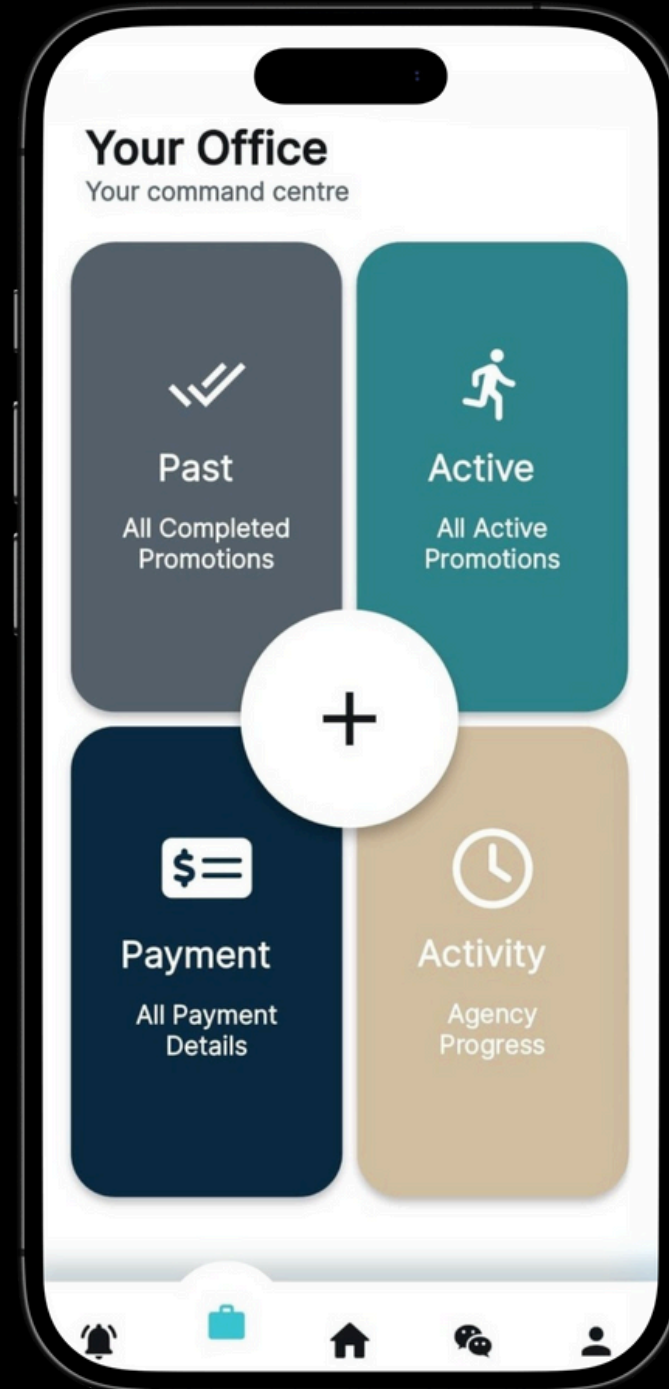 Your Office
Your command centre
Past
All Completed
Promotions
Active
All Active
Promotions
+
Payment
All Payment
Details
Activity
Agency
Progress